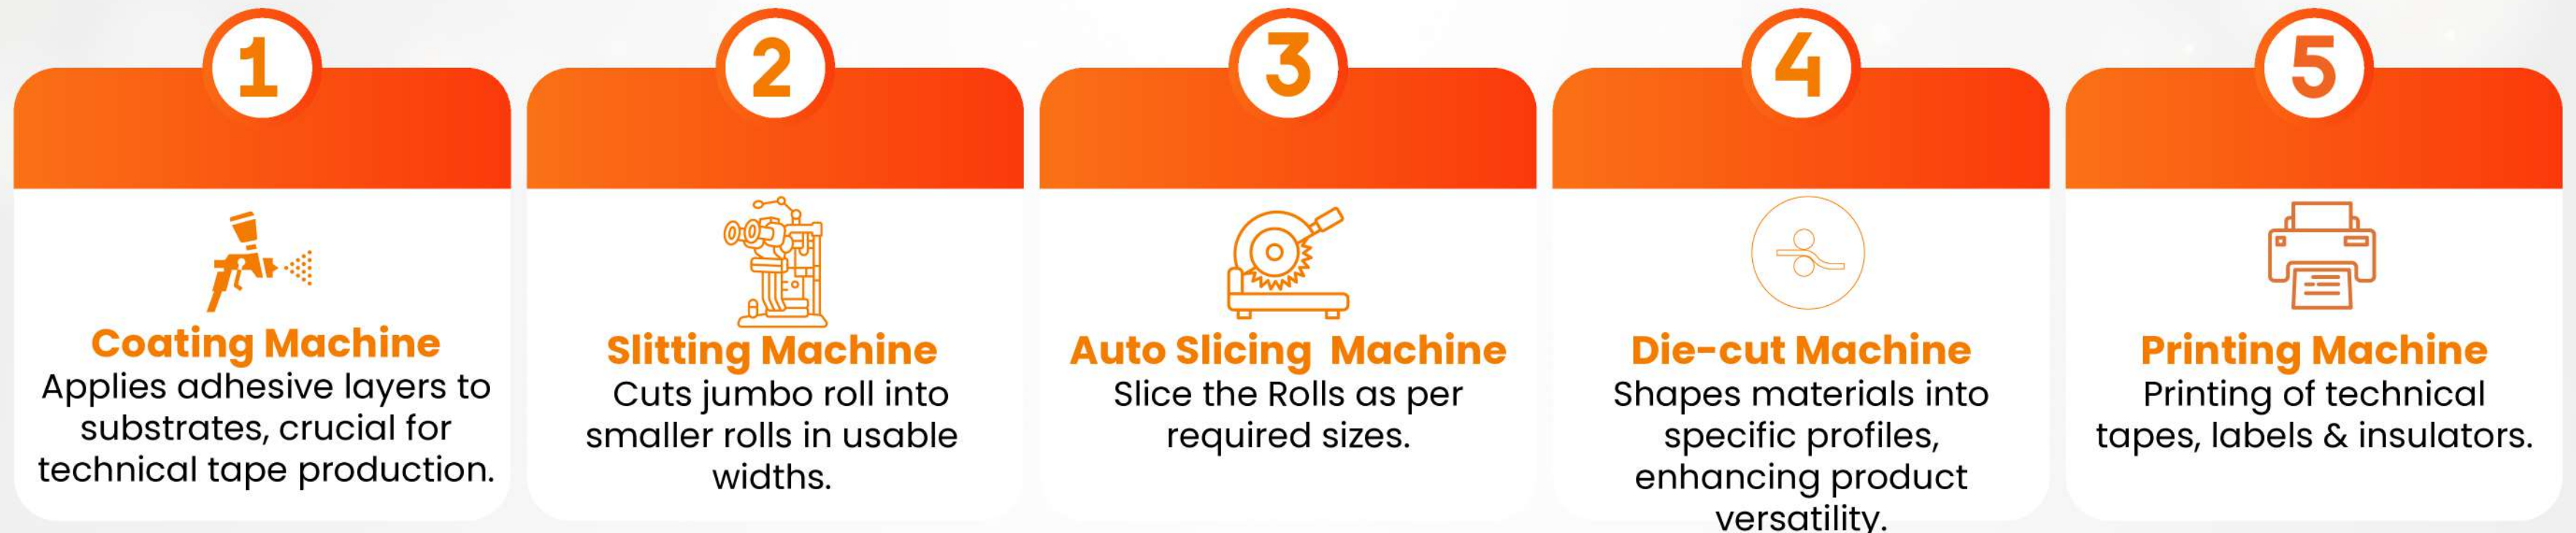 1
Coating Machine
Applies adhesive layers to
substrates, crucial for
technical tape production.
2
Slitting Machine
Cuts jumbo roll into
smaller rolls in usable
widths.
3
Auto Slicing Machine
Slice the Rolls as per
required sizes.
4
Die-cut Machine
Shapes materials into
specific profiles,
enhancing product
versatility.
5
Printing Machine
Printing of technical
tapes, labels & insulators.